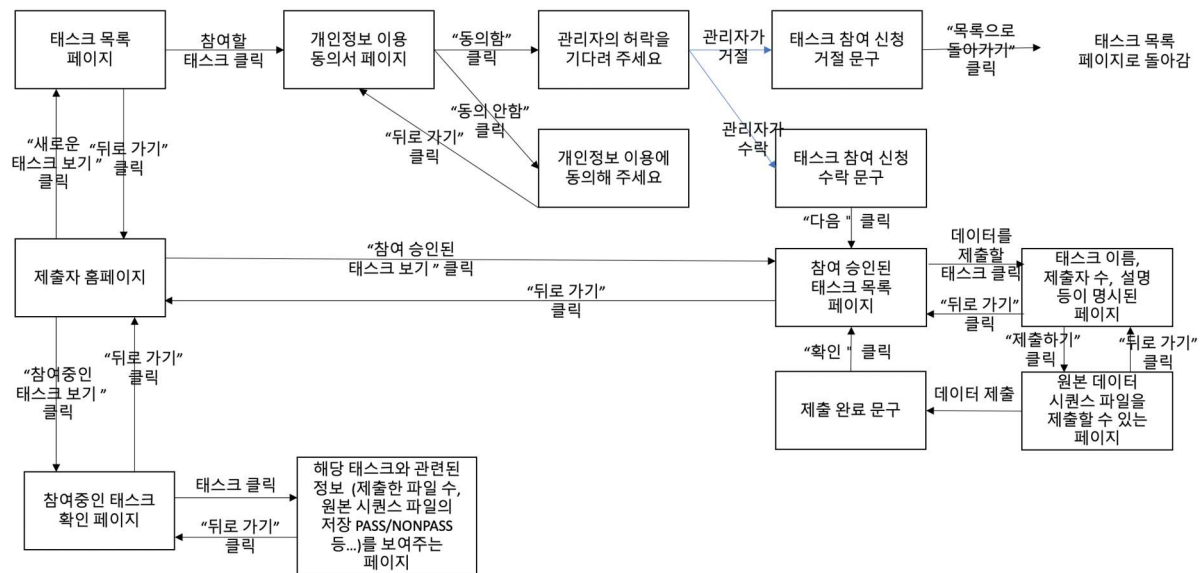 태스크 목록
페이지
참여할
태스크 클릭
개인정보 이용
동의서 페이지
“동의함”
클릭
관리자의 허락을
기다려 주세요
관리자가
거절
태스크 참여 신청
거절 문구
“목록으로
돌아가기”
클릭
태스크 목록
페이지로 돌아감
“동의 안함”
클릭
“뒤로 가기”
클릭
개인정보 이용에
동의해 주세요
관리자가
수락
태스크 참여 신청
수락 문구
“새로운
태스크 보기”
클릭
“뒤로 가기”
클릭
“다음" 클릭
제출자 홈페이지
“참여 승인된
태스크 보기” 클릭
“뒤로 가기”
클릭
참여 승인된
태스크 목록
페이지
데이터를
제출할
태스크 클릭
“뒤로 가기”
클릭
태스크 이름,
제출자 수, 설명
등이 명시된
페이지
“제출하기”
클릭
“뒤로 가기”
클릭
“확인" 클릭
제출 완료 문구
데이터 제출
원본 데이터
시퀀스 파일을
제출할 수 있는
페이지
“참여중인
태스크 보기”
클릭
“뒤로 가기”
클릭
참여중인 태스크
확인 페이지
태스크 클릭
“뒤로 가기”
클릭
해당 태스크와 관련된
정보 (제출한 파일 수,
원본 시퀀스 파일의
저장 PASS/NONPASS
등…)를 보여주는
페이지